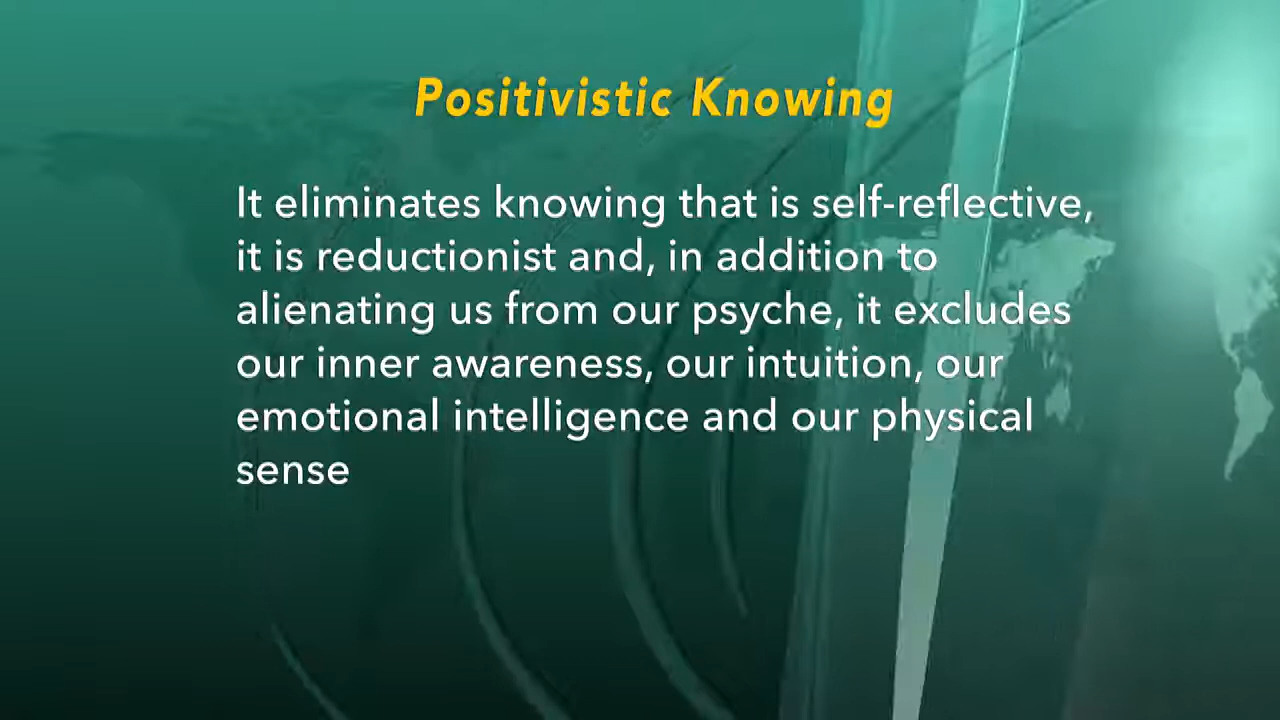 Positivistic Knowing
It eliminates knowing that is self-reflective,
it is reductionist and, in addition to
alienating us from our psyche, it excludes
our inner awareness, our intuition, our
emotional intelligence and our physical
sense